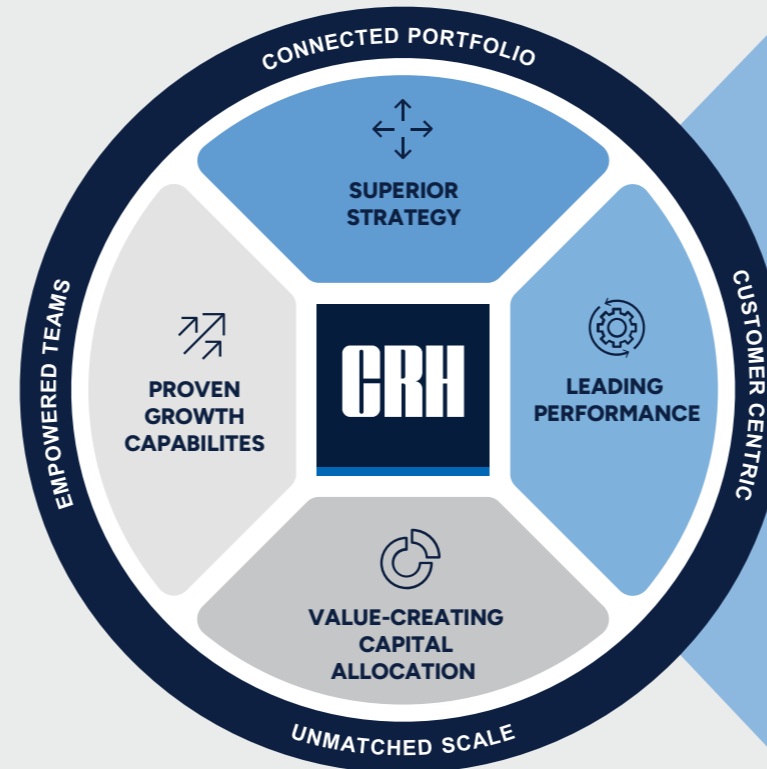 CONNECTED PORTFOLIO
SUPERIOR
STRATEGY
EMPOWERED TEAMS
PROVEN
GROWTH
CAPABILITES
CRH
LEADING
PERFORMANCE
CUSTOMER CENTRIC
VALUE-CREATING
CAPITAL
ALLOCATION
UNMATCHED SCALE